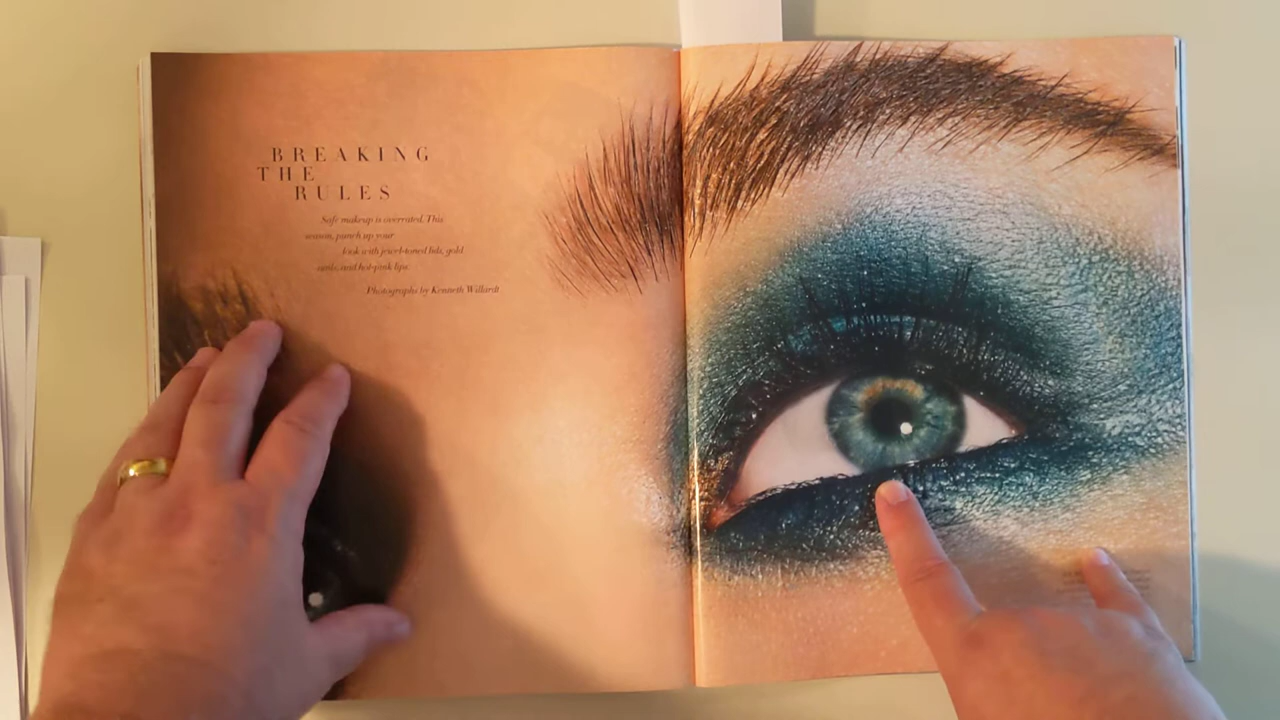 BREAKING
THE
RULES
Safe makeup is overrated. This
season, punch up your
look with jewel-toned lids, gold
nails and hot-pink lips.
Photographs by Kenneth Willardt